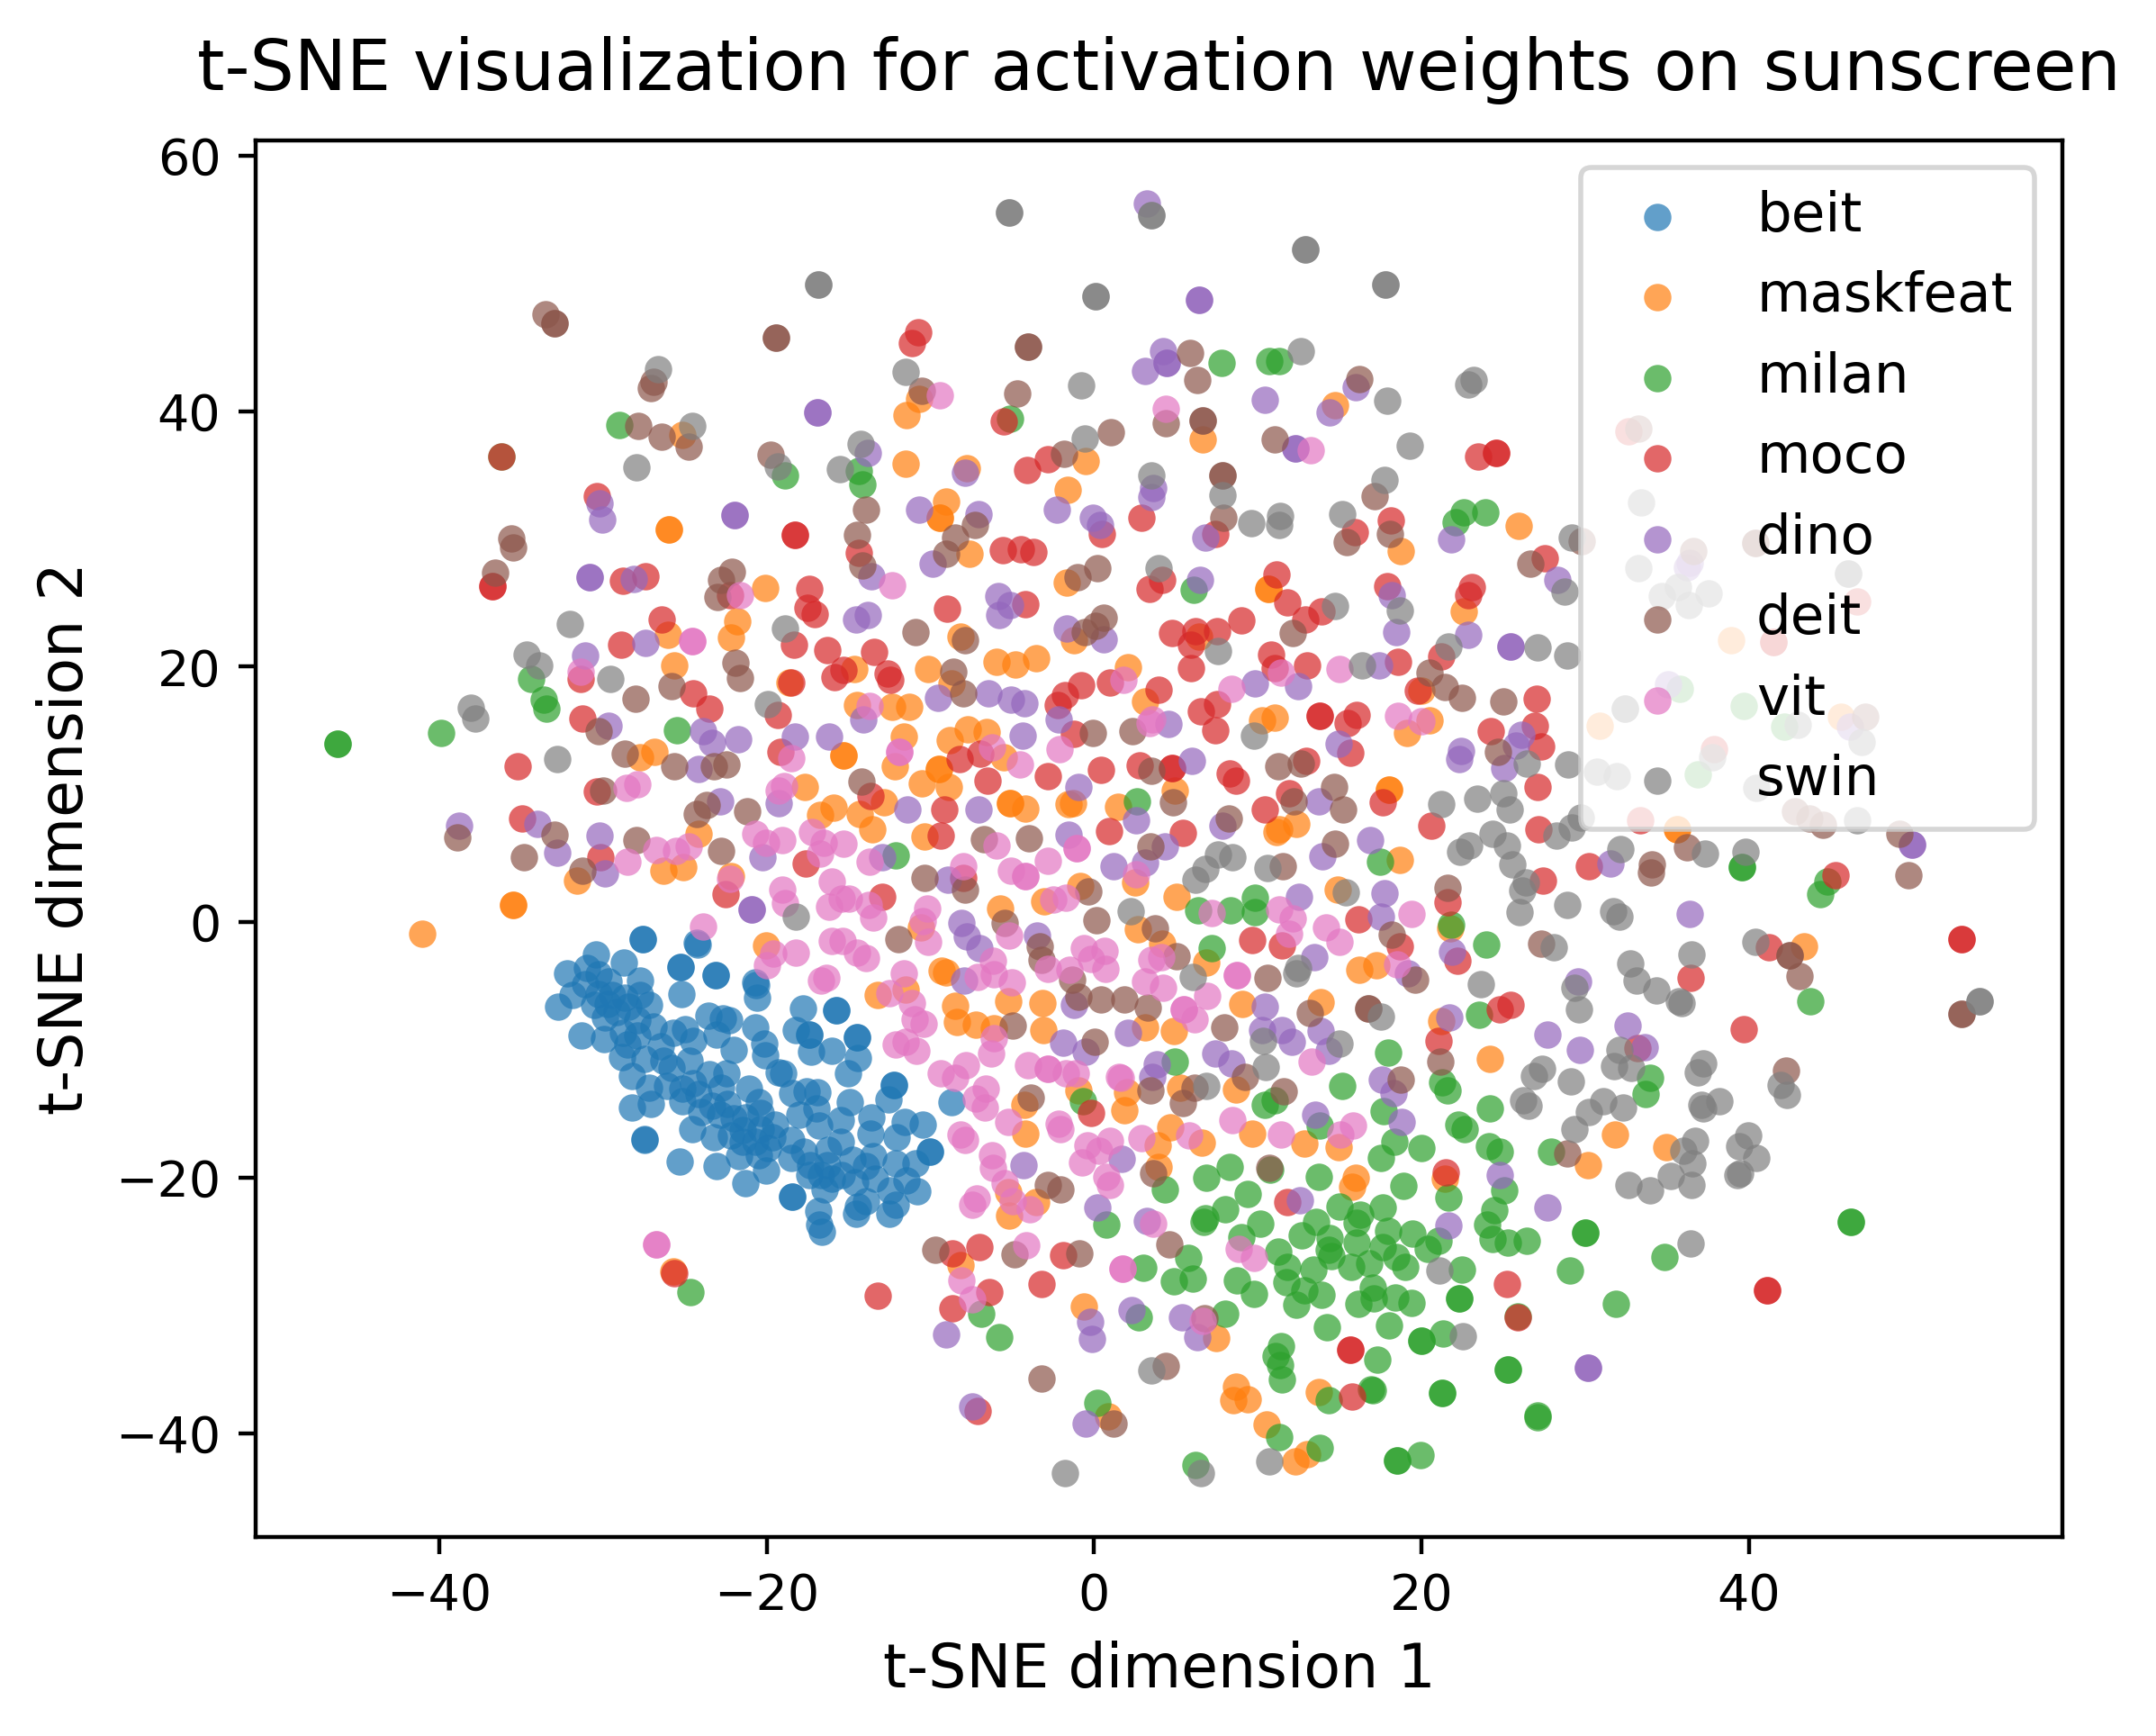 t-SNE visualization for activation weights on sunscreen
60
40
20
0
−20
−40
t-SNE dimension 2
beit
maskfeat
milan
moco
dino
deit
vit
swin
−40 −20 0 20 40
t-SNE dimension 1